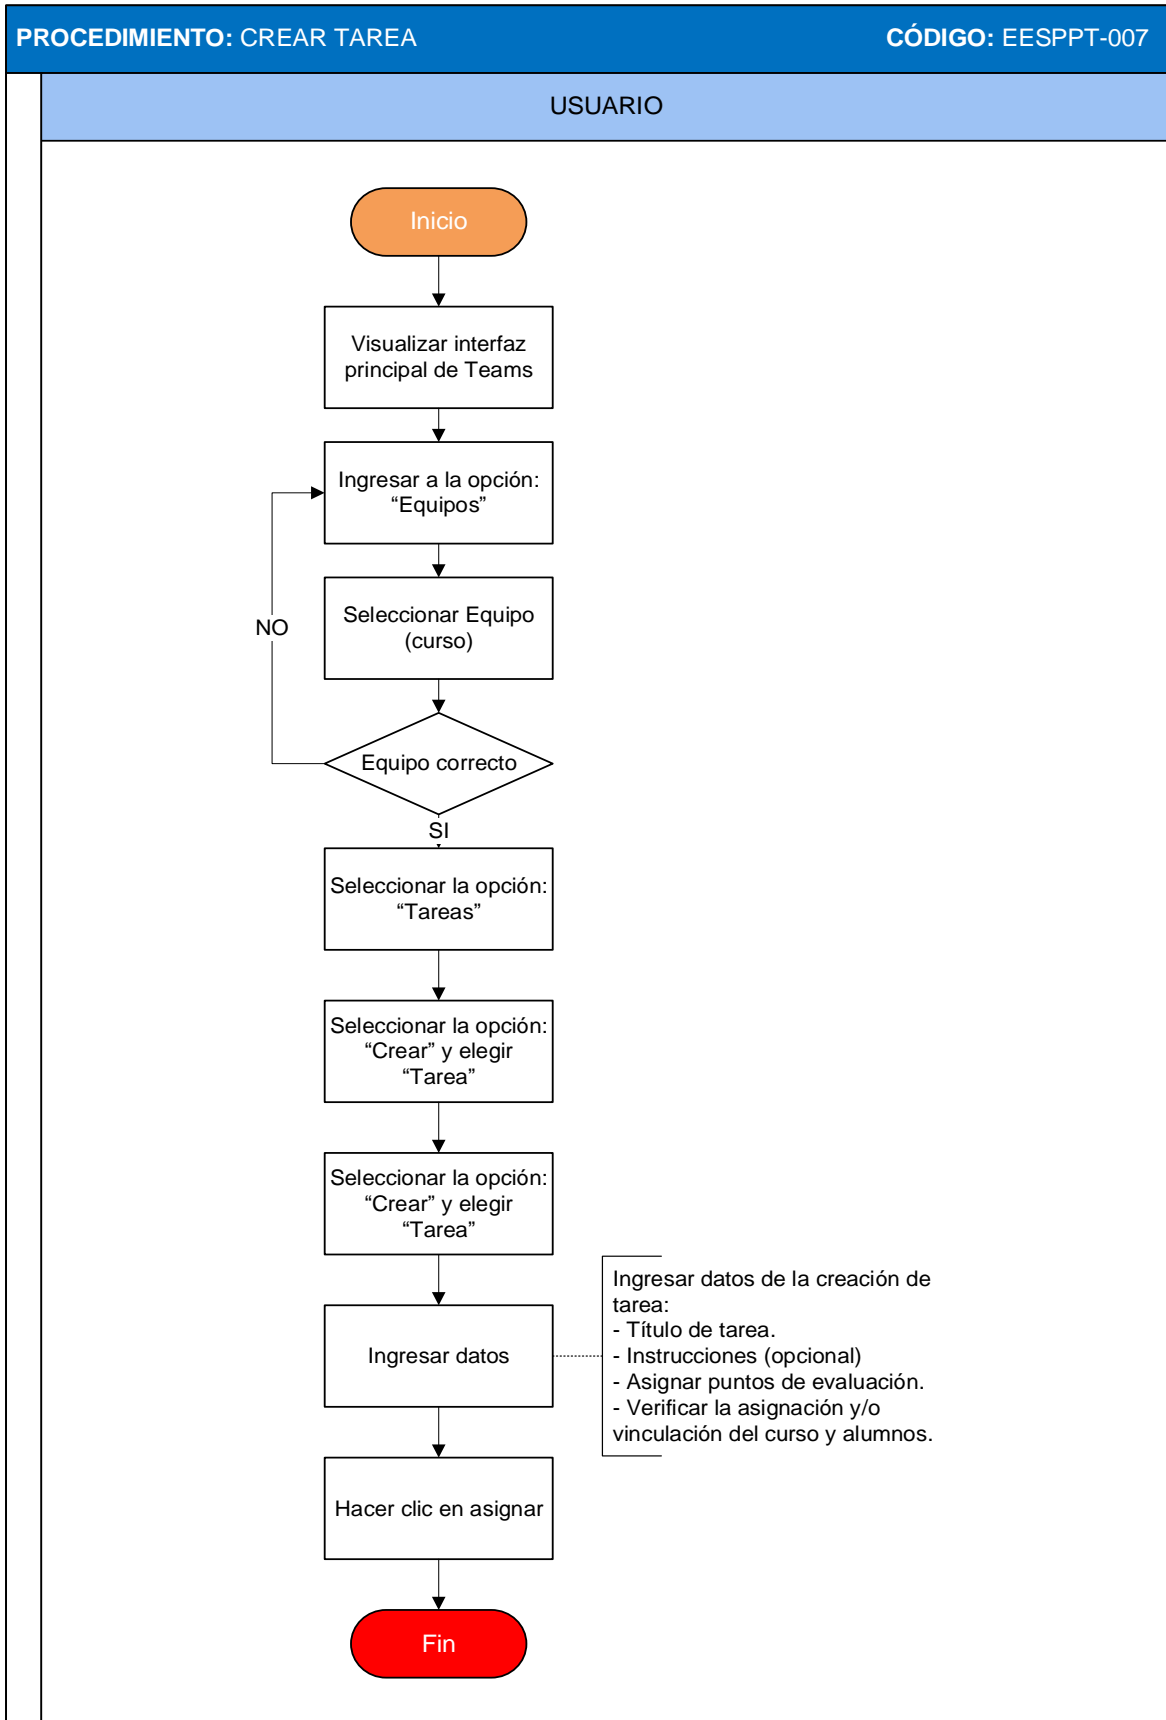 PROCEDIMIENTO: CREAR TAREA CÓDIGO: EESPPT-007
USUARIO
Inicio
Visualizar interfaz
principal de Teams
Ingresar a la opción:
“Equipos”
Seleccionar Equipo
(curso)
NO
Equipo correcto
SI
Seleccionar la opción:
“Tareas”
Seleccionar la opción:
“Crear” y elegir
“Tarea”
Seleccionar la opción:
“Crear” y elegir
“Tarea”
Ingresar datos
Ingresar datos de la creación de
tarea:
- Título de tarea.
- Instrucciones (opcional)
- Asignar puntos de evaluación.
- Verificar la asignación y/o
vinculación del curso y alumnos.
Hacer clic en asignar
Fin